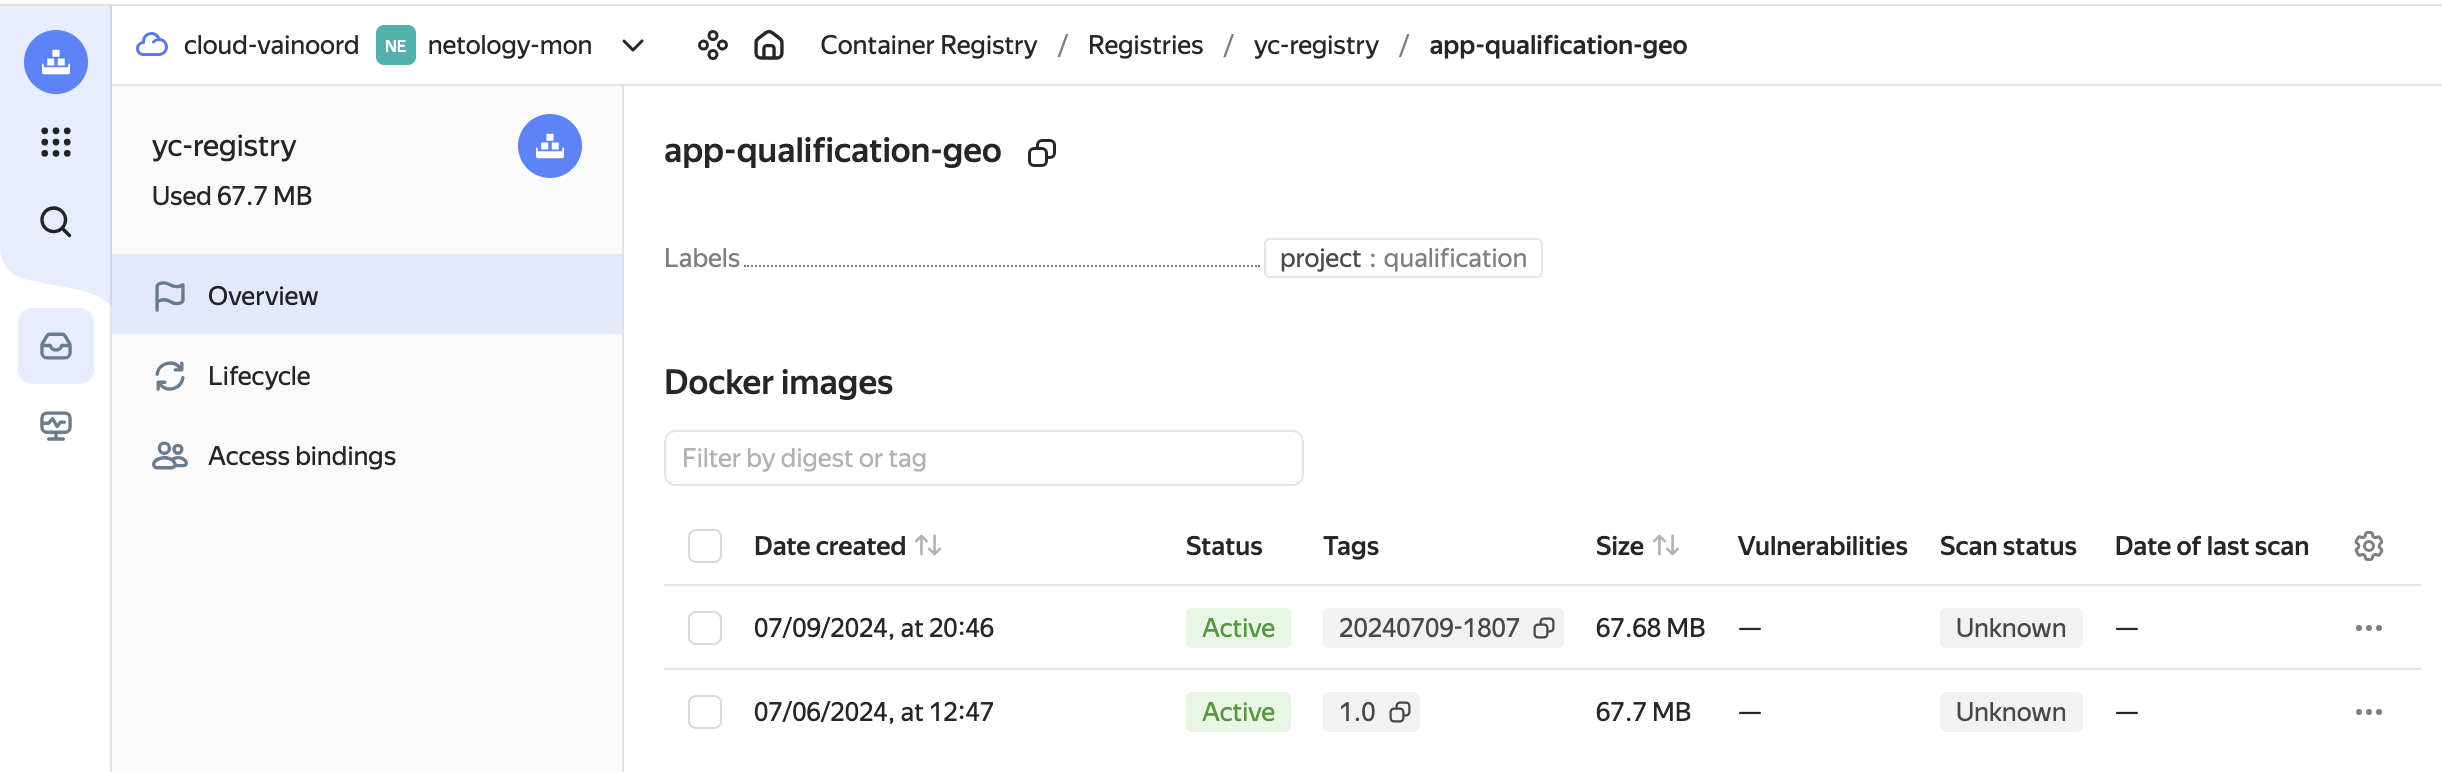 cloud-vainoord NE netology-mon Container Registry / Registries / yc-registry / app-qualification-geo
yc-registry
Used 67.7 MB
Overview
Lifecycle
Access bindings
app-qualification-geo
Labels project : qualification
Docker images
Filter by digest or tag
Date created Status Tags Size Vulnerabilities Scan status Date of last scan
07/09/2024, at 20:46 Active 20240709-1807 67.68 MB — Unknown —
07/06/2024, at 12:47 Active 1.0 67.7 MB — Unknown —